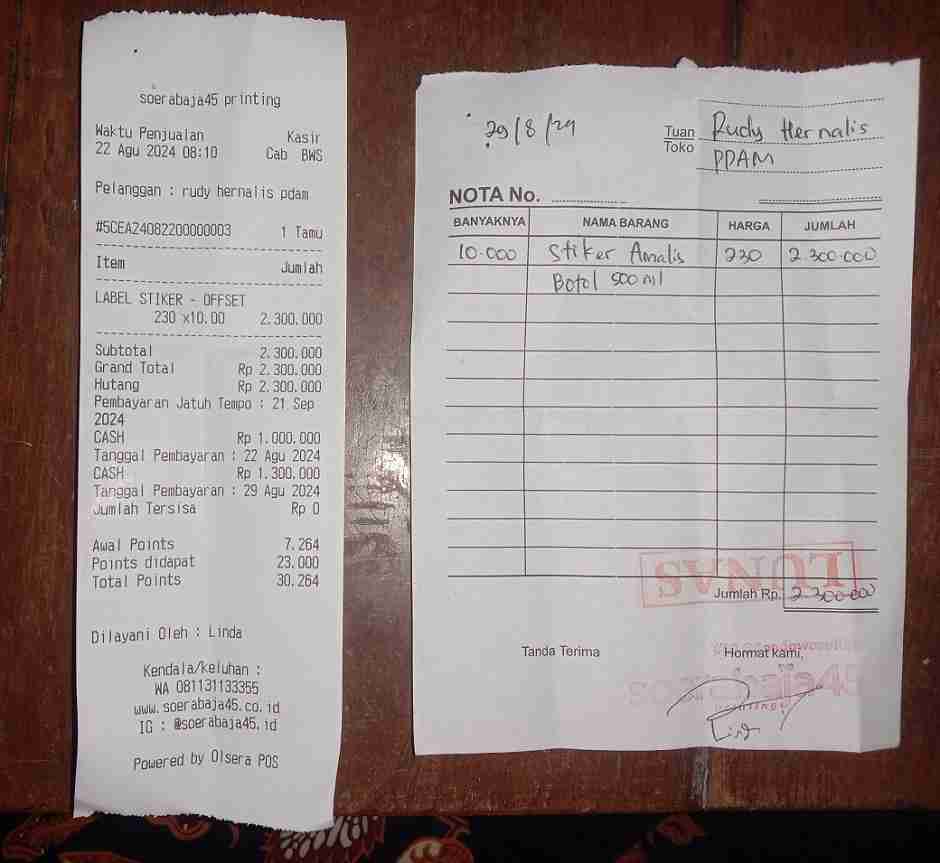 soerabaja45 printing
Waktu Penjualan Kasir
22 Agu 2024 08:10 Cab BWS
Pelanggan : rudy hernalis pdam
#5CEA24082200000003 1 Tamu
Item Jumlah
LABEL STIKER - OFFSET
230 x10.00 2.300.000
Subtotal 2.300.000
Grand Total Rp 2.300.000
Hutang Rp 2.300.000
Pembayaran Jatuh Tempo : 21 Sep
2024
CASH Rp 1.000.000
Tanggal Pembayaran : 22 Agu 2024
CASH Rp 1.300.000
Tanggal Pembayaran : 29 Agu 2024
Jumlah Tersisa Rp 0
Awal Points 7.264
Points didapat 23.000
Total Points 30.264
Dilayani Oleh : Linda
Kendala/keluhan :
WA 081131133355
www.soerabaja45.co.id
IG : @soerabaja45.id
Powered by Olsera POS
29/8/24
Tuan Rudy Hernalis
Toko PDAM
NOTA No.
BANYAKNYA NAMA BARANG HARGA JUMLAH
10.000 Stiker Amalis 230 2.300.000
Botol 500 ml
LUNAS
Jumlah Rp. 2.300.000
Tanda Terima Hormat kami,